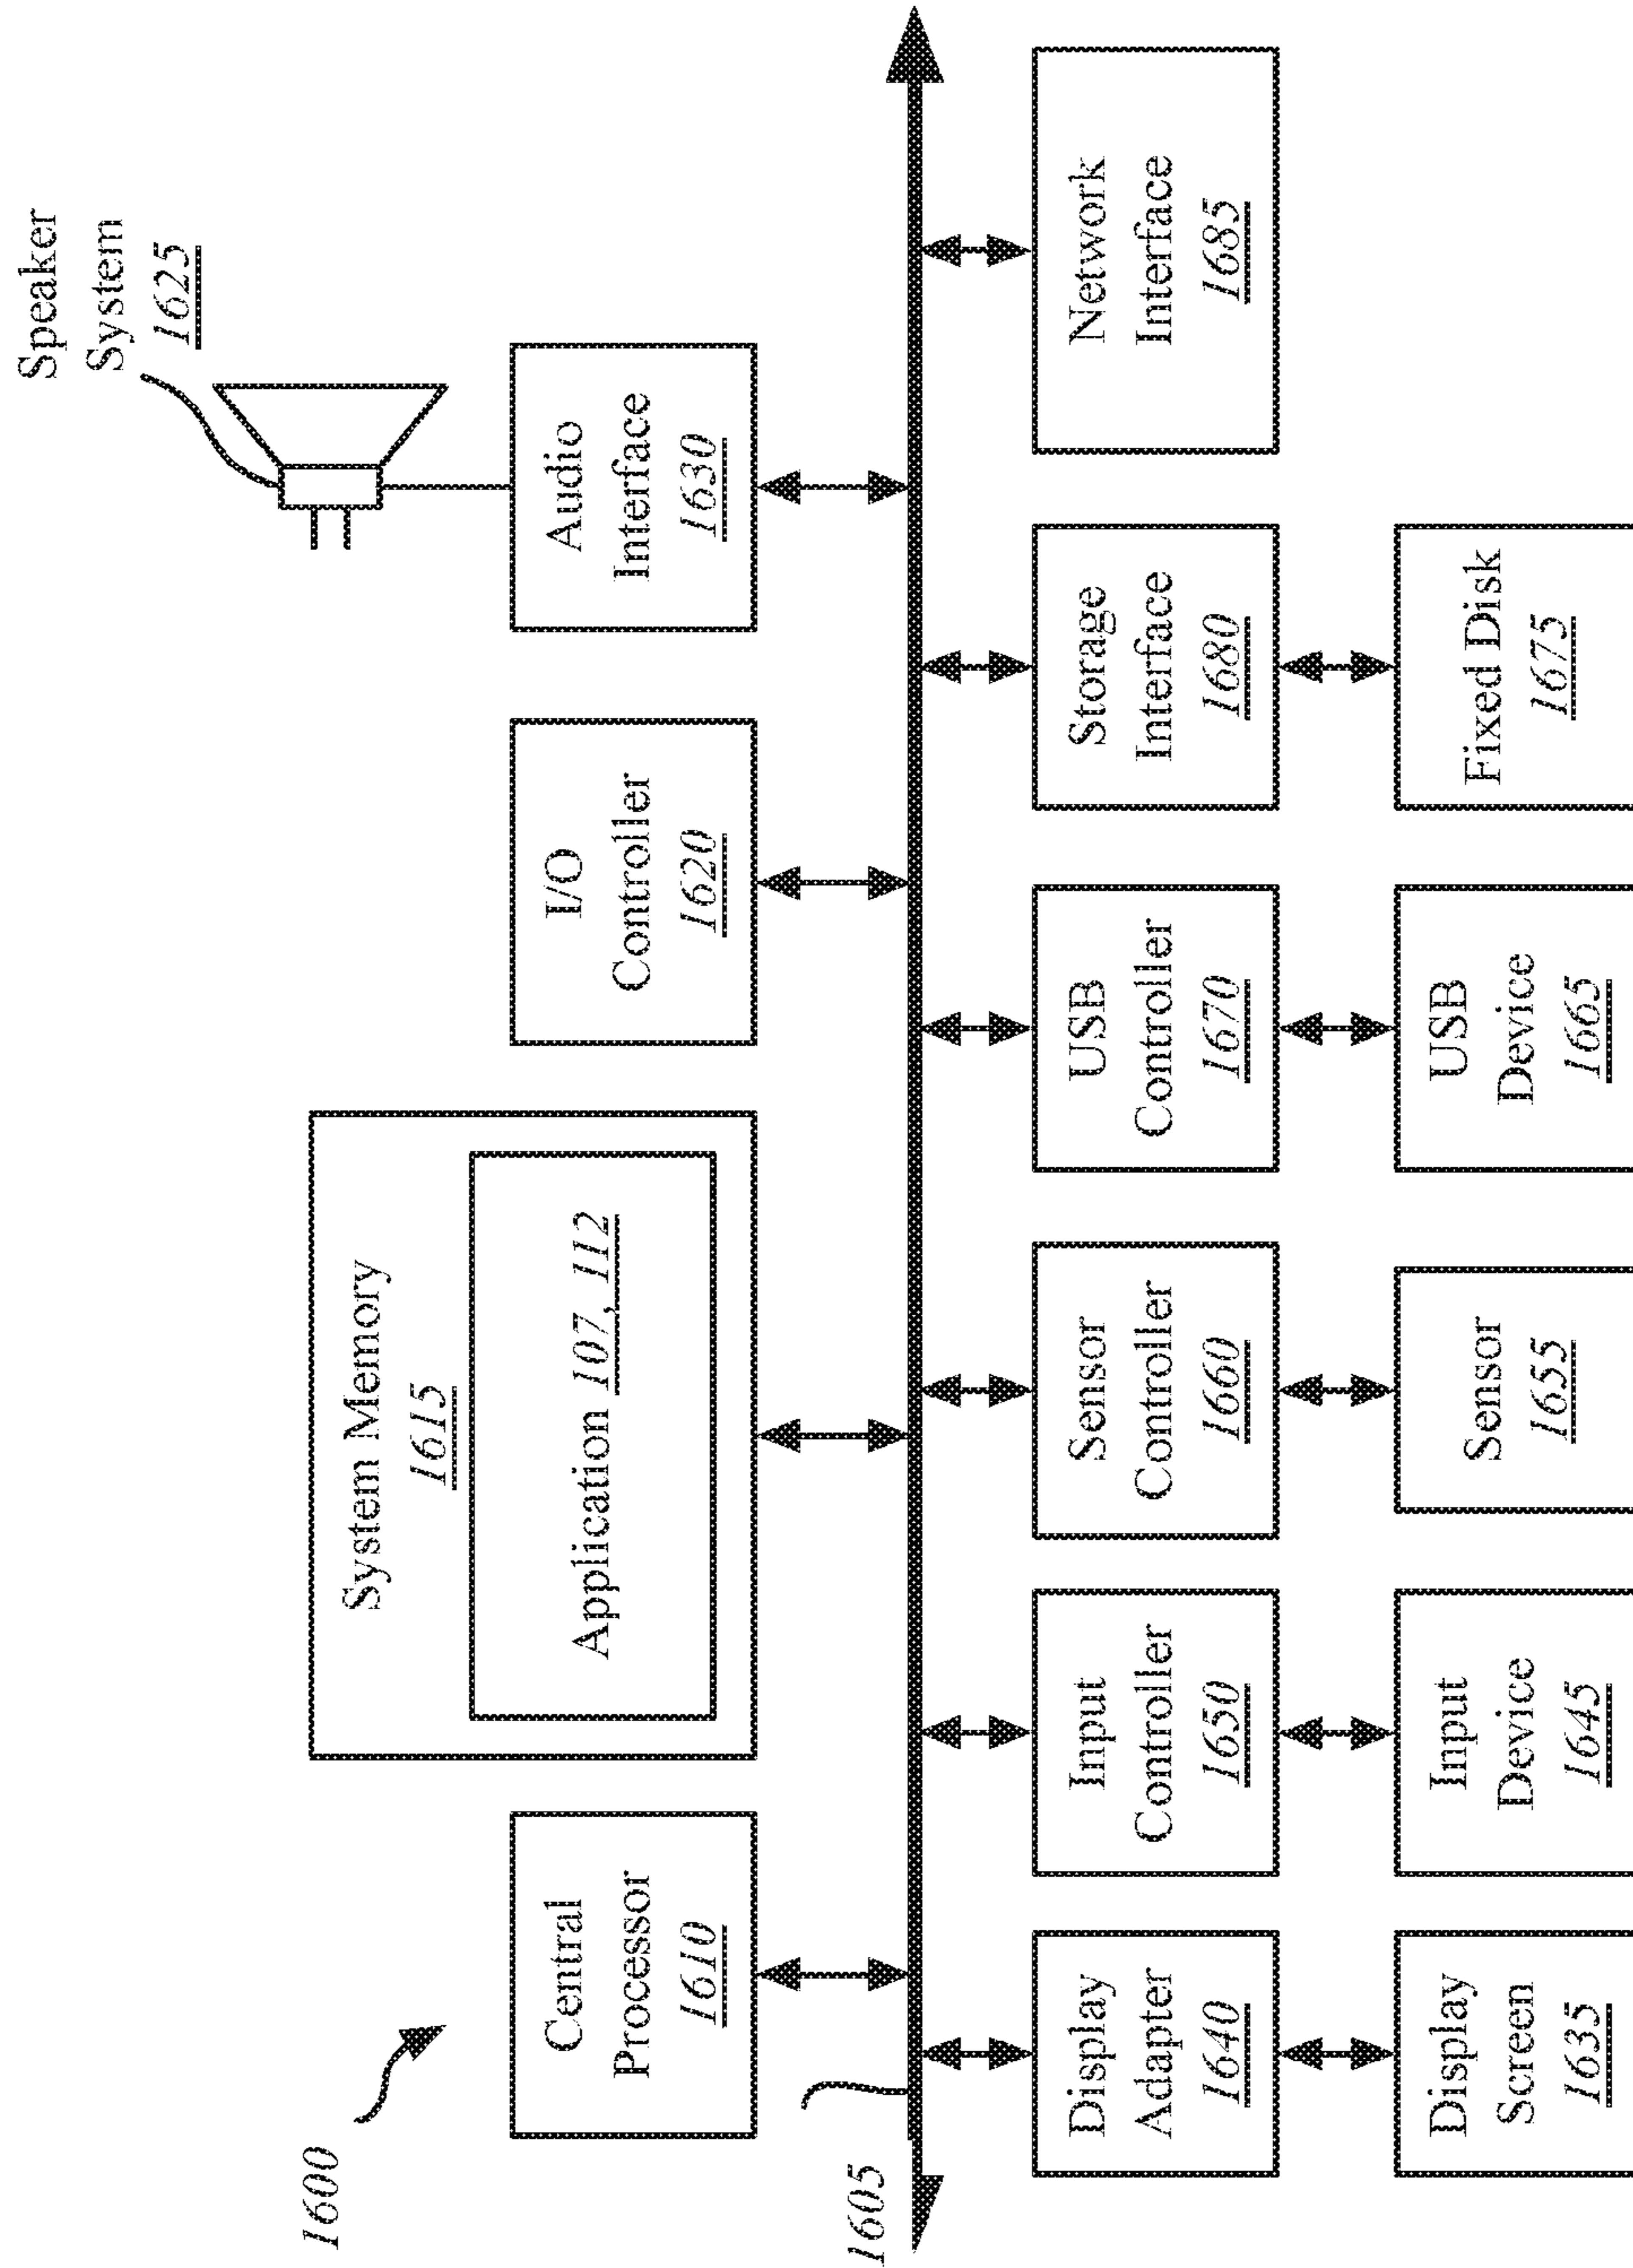 1600
Speaker
System
1625
Central
Processor
1610
System Memory
1615
Application 107, 112
I/O
Controller
1620
Audio
Interface
1630
1605
Display
Adapter
1640
Input
Controller
1650
Sensor
Controller
1660
USB
Controller
1670
Storage
Interface
1680
Network
Interface
1685
Display
Screen
1635
Input
Device
1645
Sensor
1655
USB
Device
1665
Fixed Disk
1675